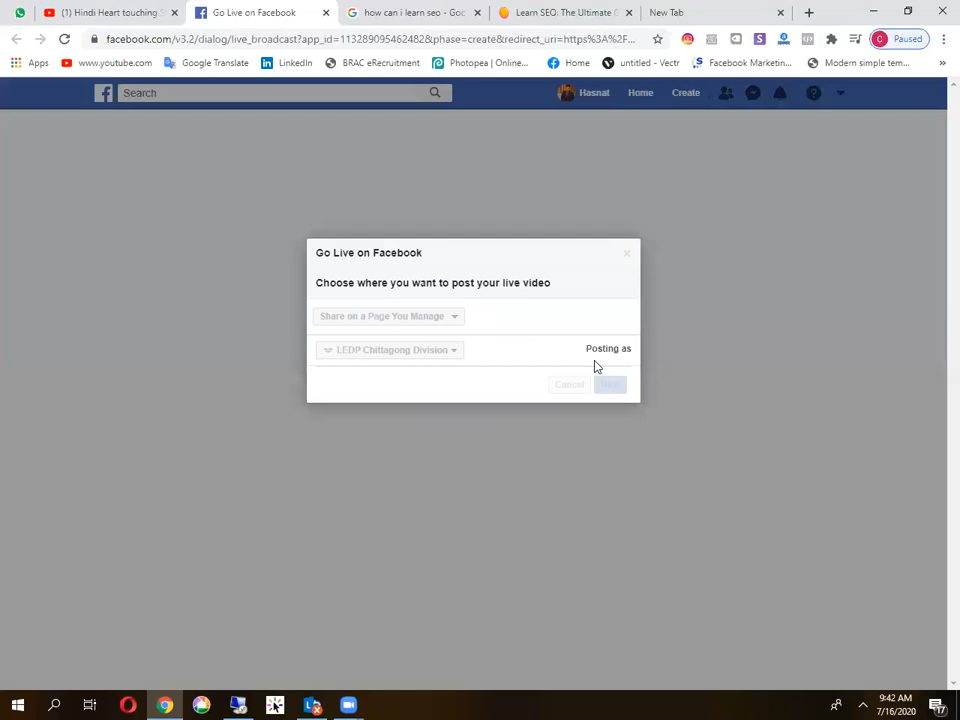 (1) Hindi Heart touching S
Go Live on Facebook
how can i learn seo - Goo
Learn SEO: The Ultimate G
New Tab
facebook.com/v3.2/dialog/live_broadcast?app_id=113289095462482&phase=create&redirect_uri=https%3A%2F...
C Paused
Apps
www.youtube.com
Google Translate
LinkedIn
BRAC eRecruitment
Photopea | Online...
Home
untitled - Vectr
Facebook Marketin...
Modern simple tem...
»
Search
Hasnat
Home
Create
Go Live on Facebook
Choose where you want to post your live video
Share on a Page You Manage
LEDP Chittagong Division
Posting as
Cancel
Next
9:42 AM
7/16/2020
17